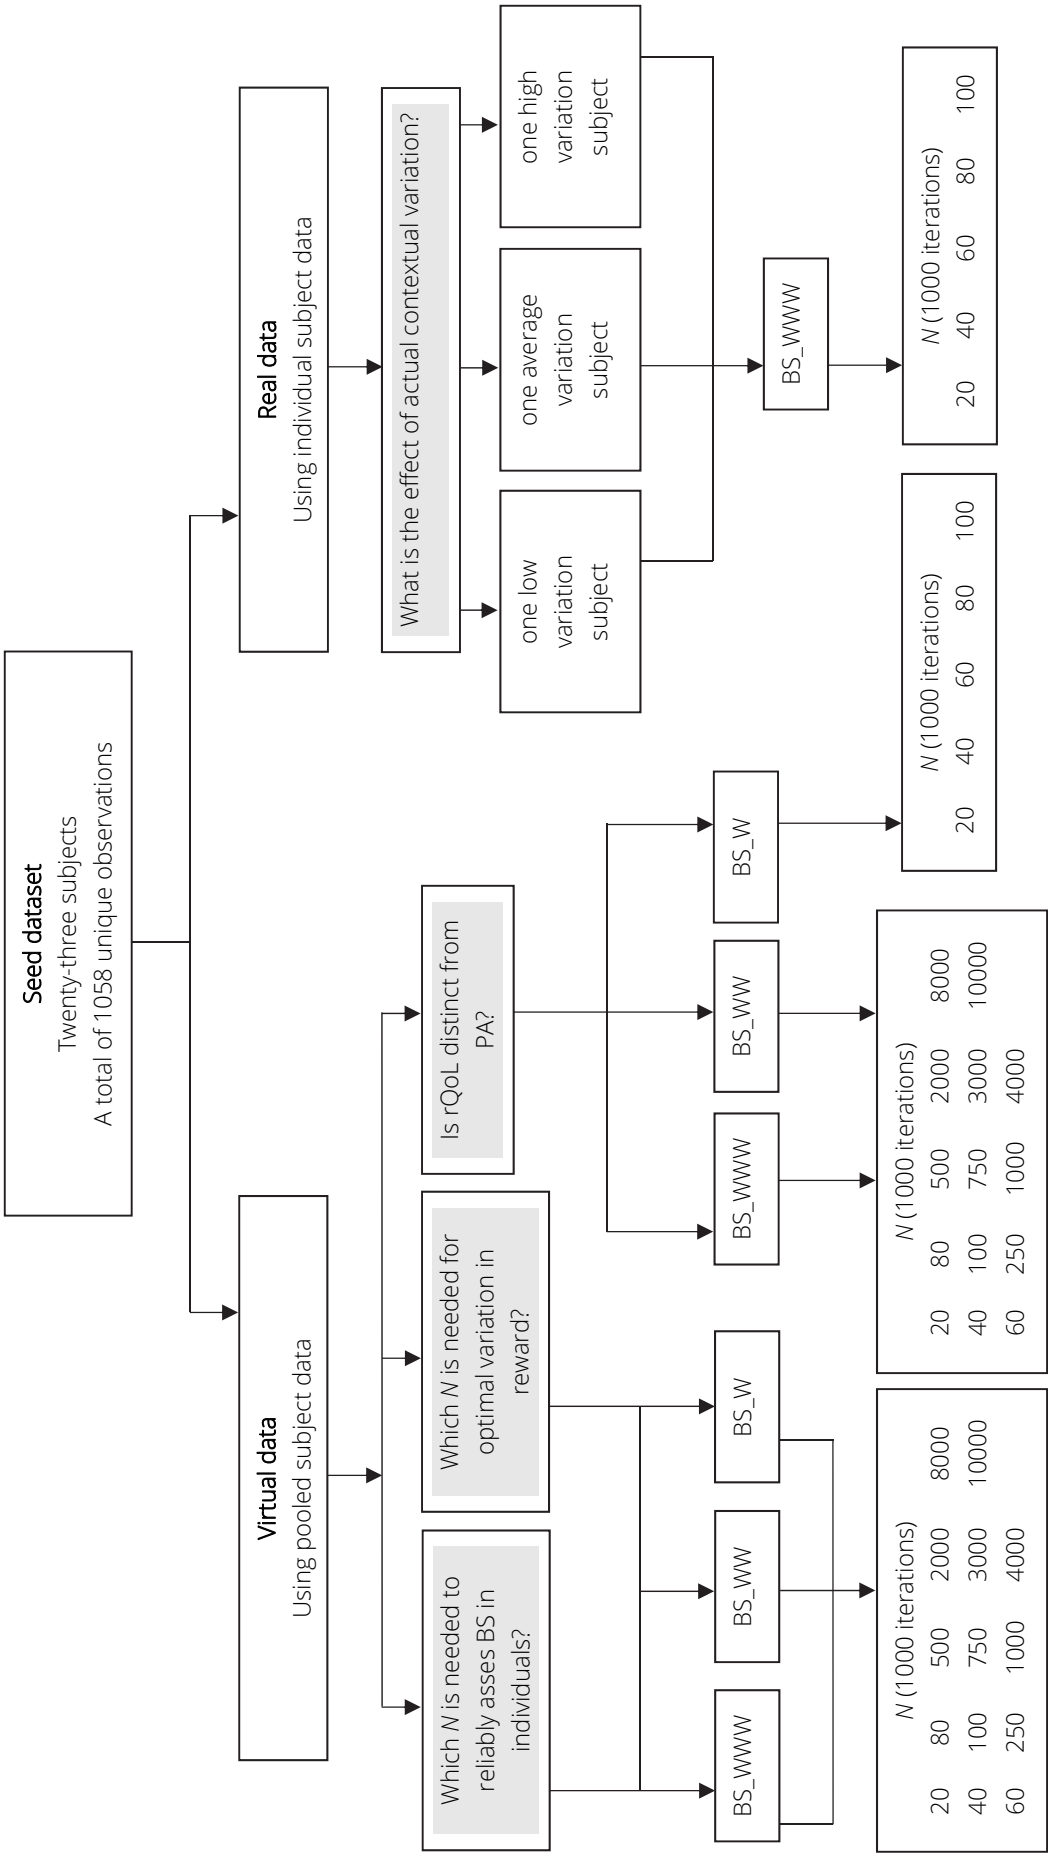 Seed dataset
Twenty-three subjects
A total of 1058 unique observations
Virtual data
Using pooled subject data
Real data
Using individual subject data
Which N is needed to
reliably asses BS in
individuals?
Which N is needed for
optimal variation in
reward?
Is rQoL distinct from
PA?
What is the effect of actual contextual variation?
one low
variation
subject
one average
variation
subject
one high
variation
subject
BS_WWW
BS_WW
BS_W
BS_WWW
BS_WW
BS_W
BS_WWW
N (1000 iterations)
20 80 500 2000 8000
40 100 750 3000 10000
60 250 1000 4000
N (1000 iterations)
20 80 500 2000 8000
40 100 750 3000 10000
60 250 1000 4000
N (1000 iterations)
20 40 60 80 100
N (1000 iterations)
20 40 60 80 100